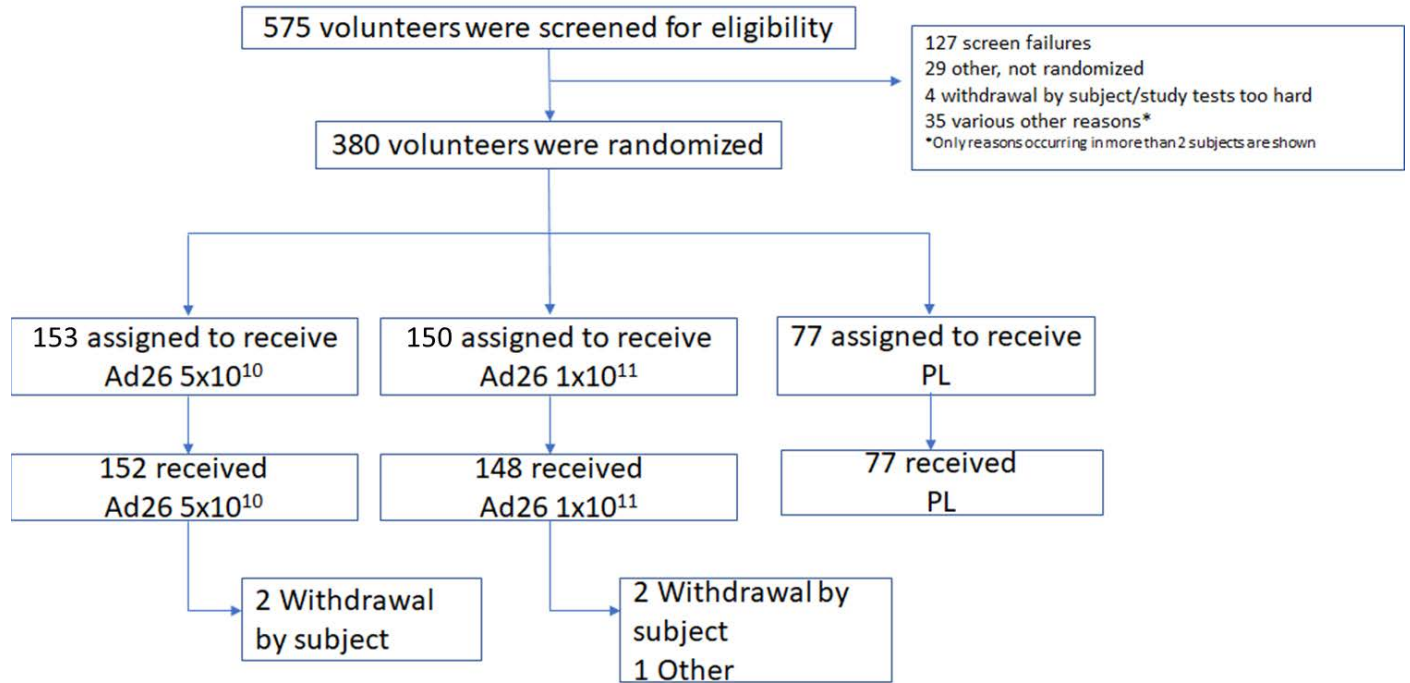 575 volunteers were screened for eligibility
127 screen failures
29 other, not randomized
4 withdrawal by subject/study tests too hard
35 various other reasons*
*Only reasons occurring in more than 2 subjects are shown
380 volunteers were randomized
153 assigned to receive
Ad26 5x10¹⁰
150 assigned to receive
Ad26 1x10¹¹
77 assigned to receive
PL
152 received
Ad26 5x10¹⁰
148 received
Ad26 1x10¹¹
77 received
PL
2 Withdrawal
by subject
2 Withdrawal by
subject
1 Other